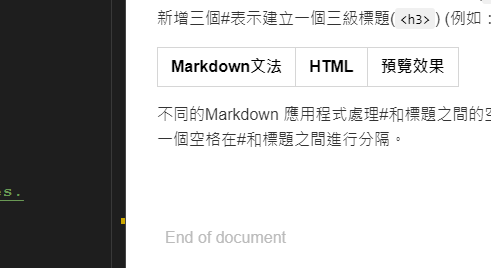 新增三個#表示建立一個三級標題(<h3>) (例如：
Markdown文法 HTML 預覽效果
不同的Markdown 應用程式處理#和標題之間的
一個空格在#和標題之間進行分隔。
s.
End of document